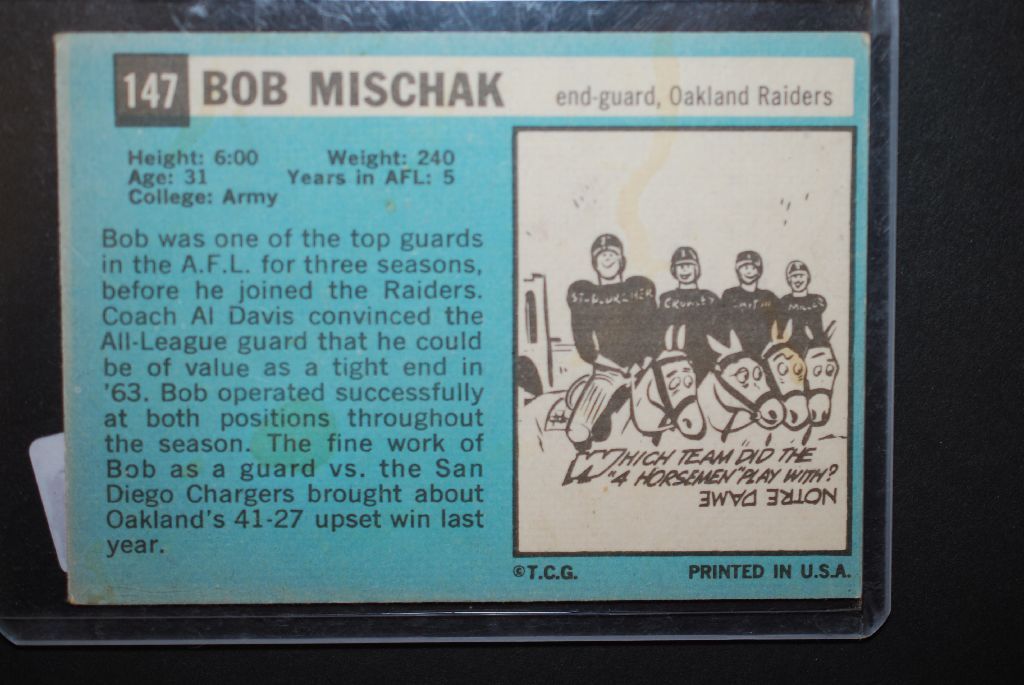 147 BOB MISCHAK end-guard, Oakland Raiders
Height: 6:00 Weight: 240
Age: 31 Years in AFL: 5
College: Army
Bob was one of the top guards
in the A.F.L. for three seasons,
before he joined the Raiders.
Coach Al Davis convinced the
All-League guard that he could
be of value as a tight end in
'63. Bob operated successfully
at both positions throughout
the season. The fine work of
Bob as a guard vs. the San
Diego Chargers brought about
Oakland's 41-27 upset win last
year.
WHICH TEAM DID THE
"4 HORSEMEN" PLAY WITH?
NOTRE DAME
©T.C.G. PRINTED IN U.S.A.